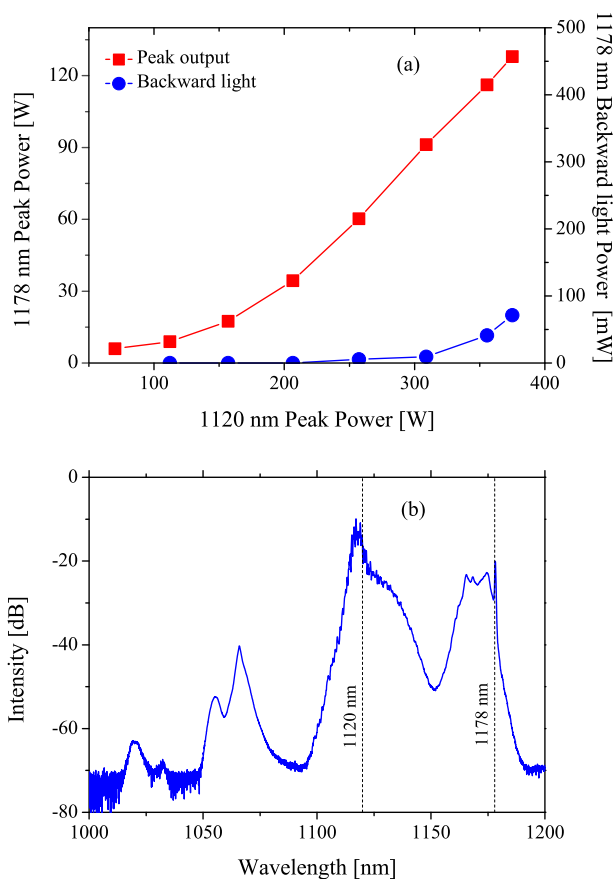 Peak output
Backward light
(a)
1178 nm Peak Power [W]
0
30
60
90
120
1178 nm Backward light Power [mW]
0
100
200
300
400
500
100
200
300
400
1120 nm Peak Power [W]
(b)
Intensity [dB]
0
-20
-40
-60
-80
1120 nm
1178 nm
1000
1050
1100
1150
1200
Wavelength [nm]